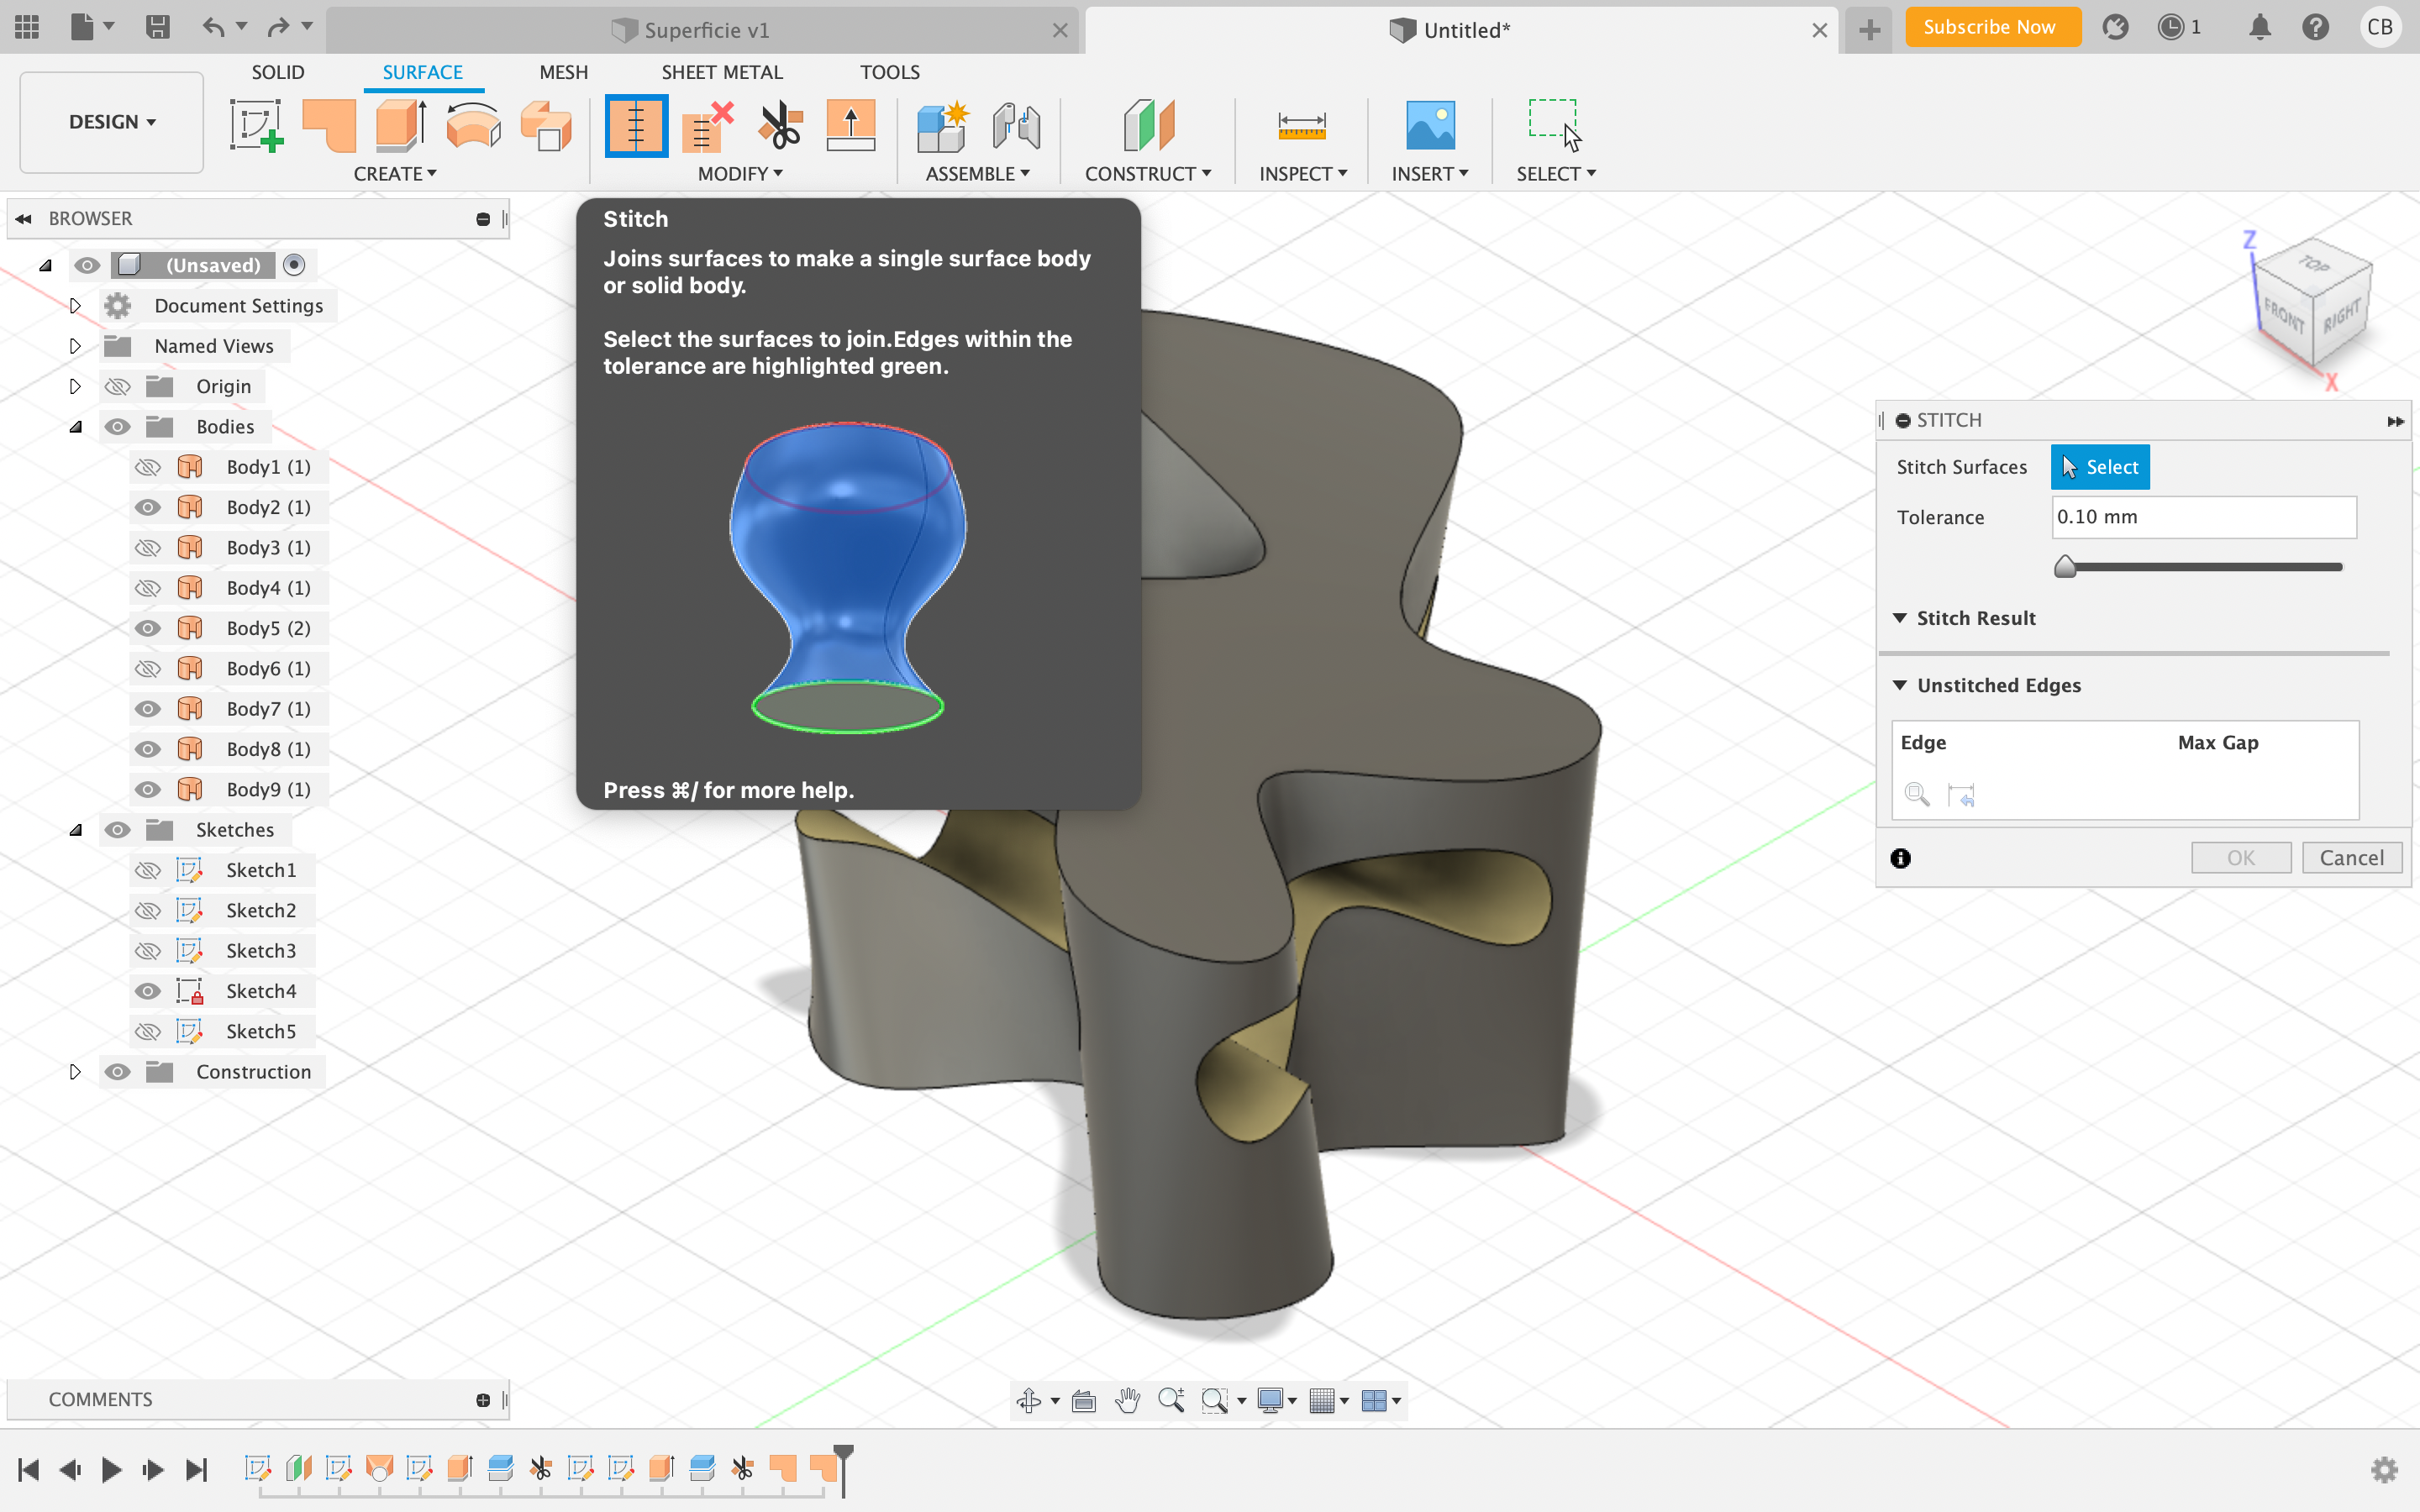 Superficie v1
Untitled*
Subscribe Now
1
CB
SOLID
SURFACE
MESH
SHEET METAL
TOOLS
DESIGN
CREATE
MODIFY
ASSEMBLE
CONSTRUCT
INSPECT
INSERT
SELECT
BROWSER
(Unsaved)
Document Settings
Named Views
Origin
Bodies
Body1 (1)
Body2 (1)
Body3 (1)
Body4 (1)
Body5 (2)
Body6 (1)
Body7 (1)
Body8 (1)
Body9 (1)
Sketches
Sketch1
Sketch2
Sketch3
Sketch4
Sketch5
Construction
Stitch
Joins surfaces to make a single surface body
or solid body.
Select the surfaces to join.Edges within the
tolerance are highlighted green.
Press ⌘/ for more help.
Z
TOP
FRONT
RIGHT
X
STITCH
Stitch Surfaces
Select
Tolerance
0.10 mm
Stitch Result
Unstitched Edges
Edge
Max Gap
OK
Cancel
COMMENTS